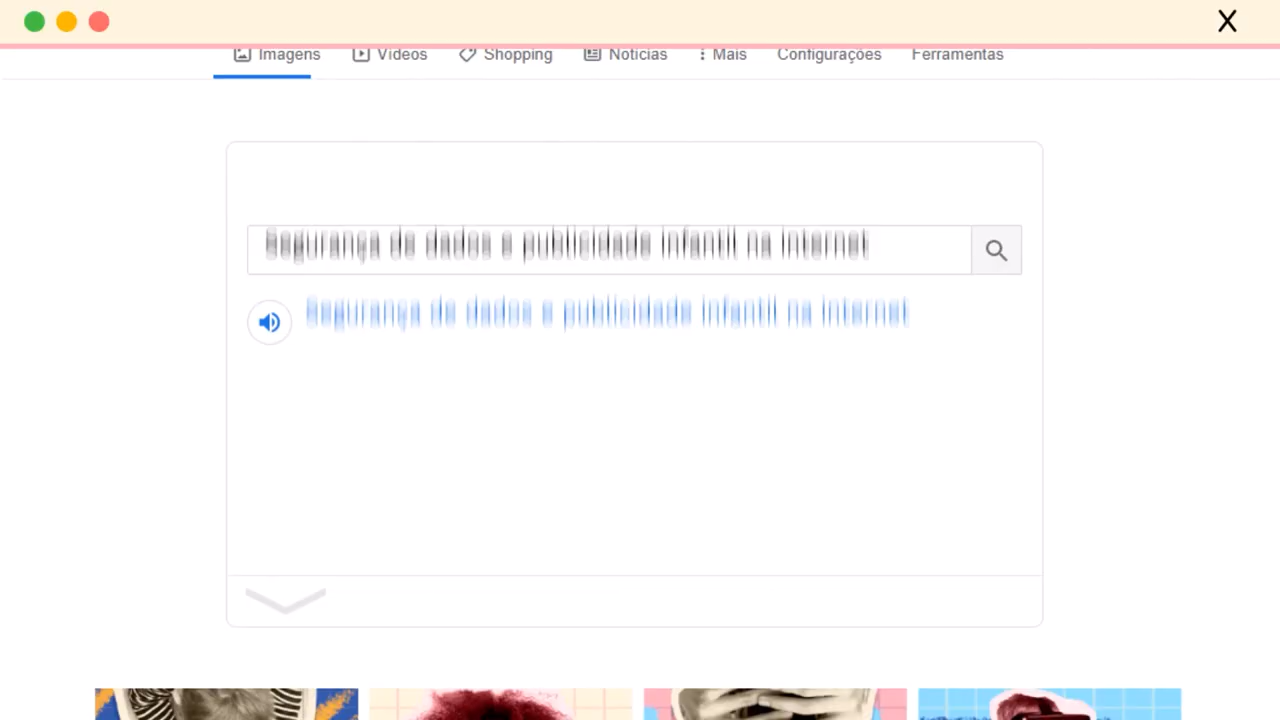 Imagens Vídeos Shopping Notícias Mais Configurações Ferramentas
X
Segurança de dados e publicidade infantil na internet
Segurança de dados e publicidade infantil na internet